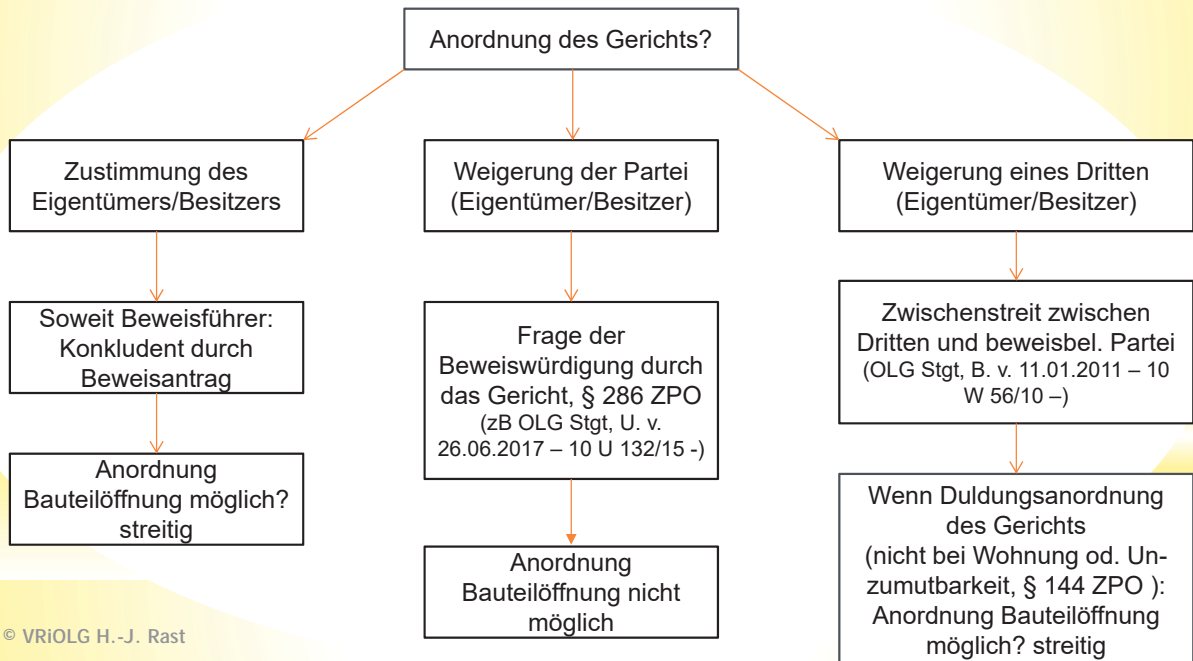 Anordnung des Gerichts?
Zustimmung des
Eigentümers/Besitzers
Soweit Beweisführer:
Konkludent durch
Beweisantrag
Anordnung
Bauteilöffnung möglich?
streitig
Weigerung der Partei
(Eigentümer/Besitzer)
Frage der
Beweiswürdigung durch
das Gericht, § 286 ZPO
(zB OLG Stgt, U. v.
26.06.2017 – 10 U 132/15 -)
Anordnung
Bauteilöffnung nicht
möglich
Weigerung eines Dritten
(Eigentümer/Besitzer)
Zwischenstreit zwischen
Dritten und beweisbel. Partei
(OLG Stgt, B. v. 11.01.2011 – 10
W 56/10 –)
Wenn Duldungsanordnung
des Gerichts
(nicht bei Wohnung od. Un-
zumutbarkeit, § 144 ZPO ):
Anordnung Bauteilöffnung
möglich? streitig
© VRiOLG H.-J. Rast